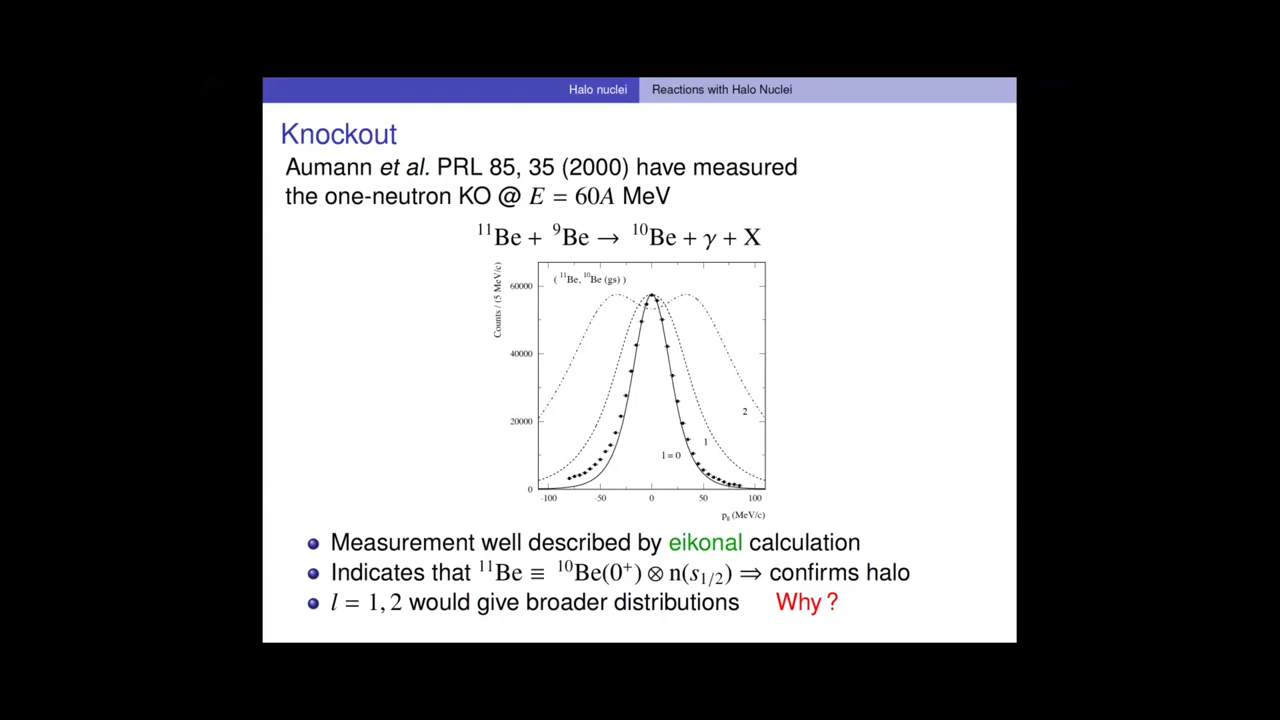 Halo nuclei Reactions with Halo Nuclei
Knockout
Aumann et al. PRL 85, 35 (2000) have measured
the one-neutron KO @ E = 60A MeV
¹¹Be + ⁹Be → ¹⁰Be + γ + X
Counts / (5 MeV/c)
( ¹¹Be, ¹⁰Be (gs) )
60000
40000
20000
0
2
1
l = 0
-100 -50 0 50 100
p∥ (MeV/c)
Measurement well described by eikonal calculation
Indicates that ¹¹Be ≡ ¹⁰Be(0⁺) ⊗ n(s₁/₂) ⇒ confirms halo
l = 1, 2 would give broader distributions Why ?